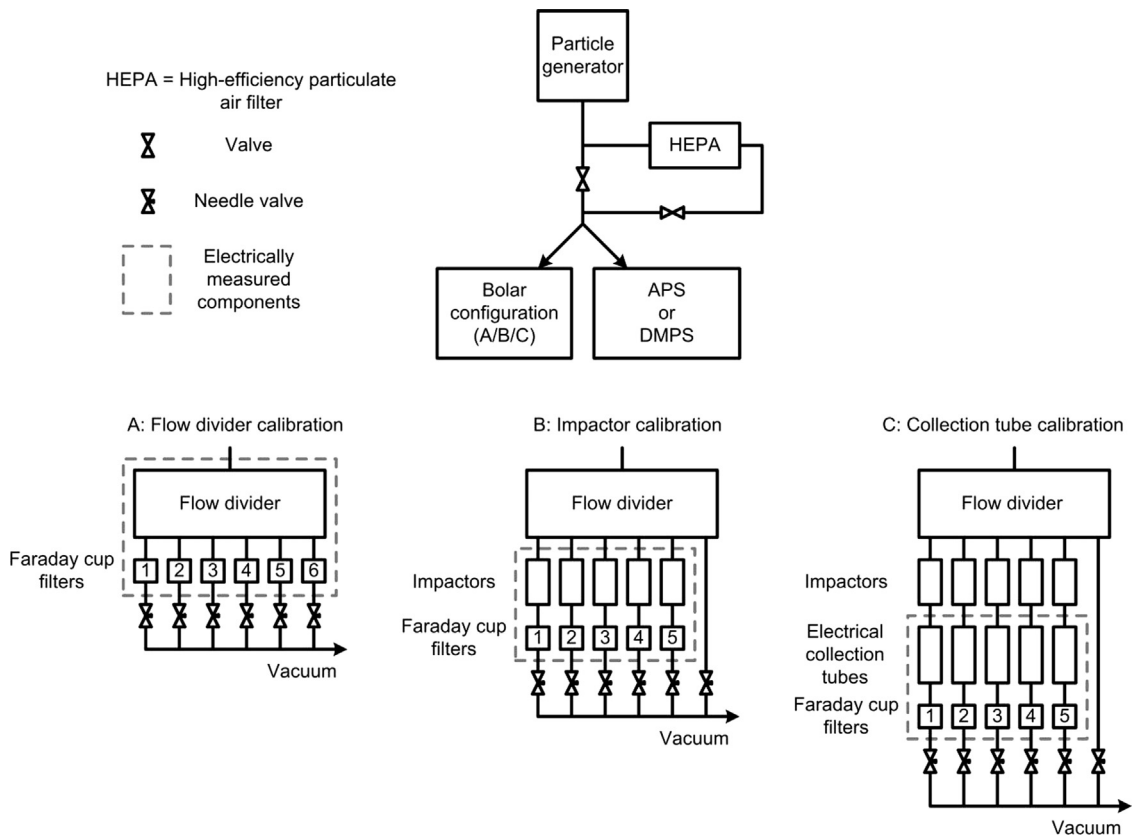 Particle
generator
HEPA = High-efficiency particulate
air filter
Valve
HEPA
Needle valve
Electrically
measured
components
Bolar
configuration
(A/B/C)
APS
or
DMPS
A: Flow divider calibration
Flow divider
Faraday cup
filters
1 2 3 4 5 6
Vacuum
B: Impactor calibration
Flow divider
Impactors
Faraday cup
filters
1 2 3 4 5
Vacuum
C: Collection tube calibration
Flow divider
Impactors
Electrical
collection
tubes
Faraday cup
filters
1 2 3 4 5
Vacuum